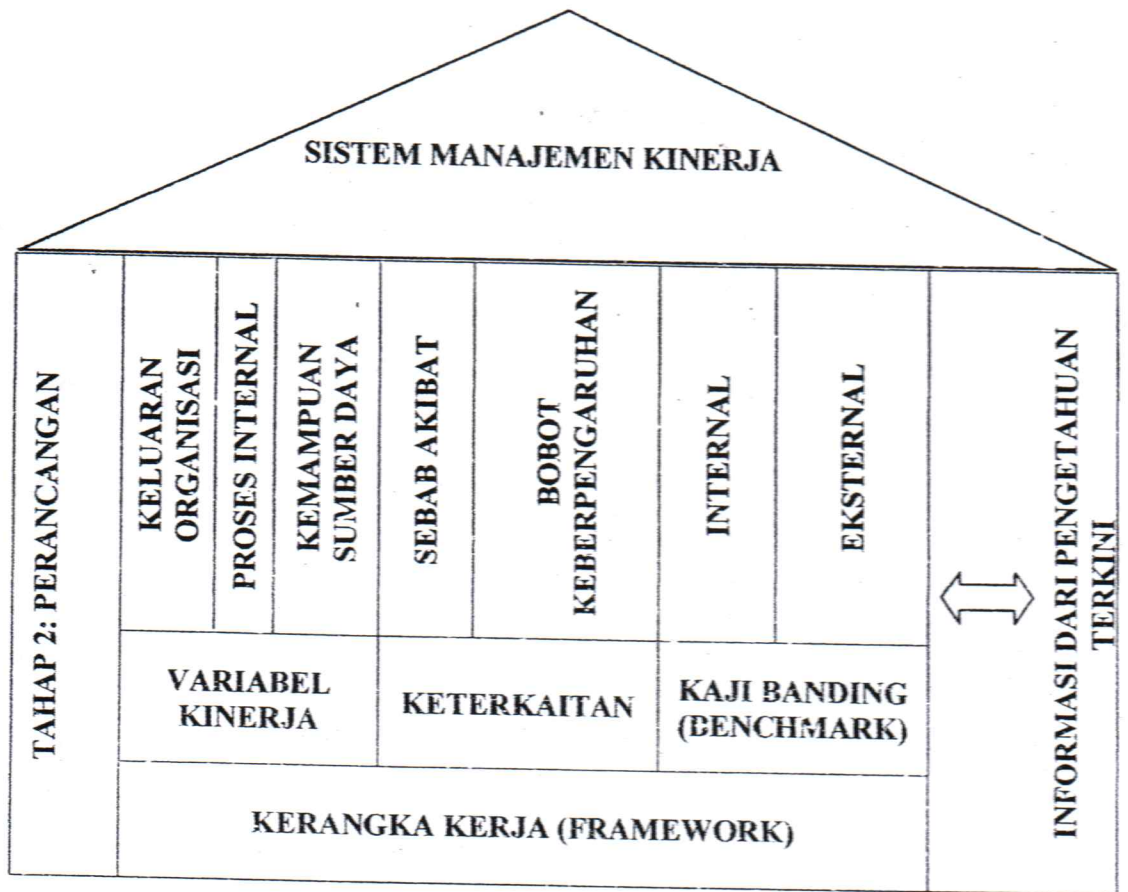 SISTEM MANAJEMEN KINERJA
TAHAP 2: PERANCANGAN
KELUARAN
ORGANISASI
PROSES INTERNAL
KEMAMPUAN
SUMBER DAYA
SEBAB AKIBAT
BOBOT
KEBERPENGARUHAN
INTERNAL
EKSTERNAL
INFORMASI DARI PENGETAHUAN
TERKINI
VARIABEL
KINERJA
KETERKAITAN
KAJI BANDING
(BENCHMARK)
KERANGKA KERJA (FRAMEWORK)